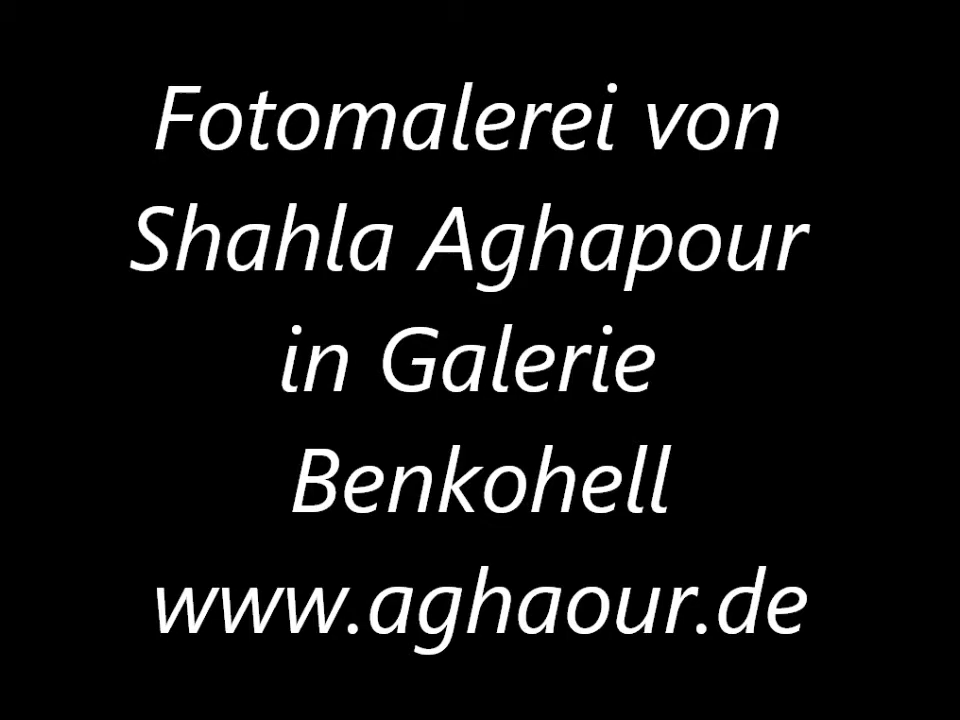 Fotomalerei von
Shahla Aghapour
in Galerie
Benkohell
www.aghaour.de